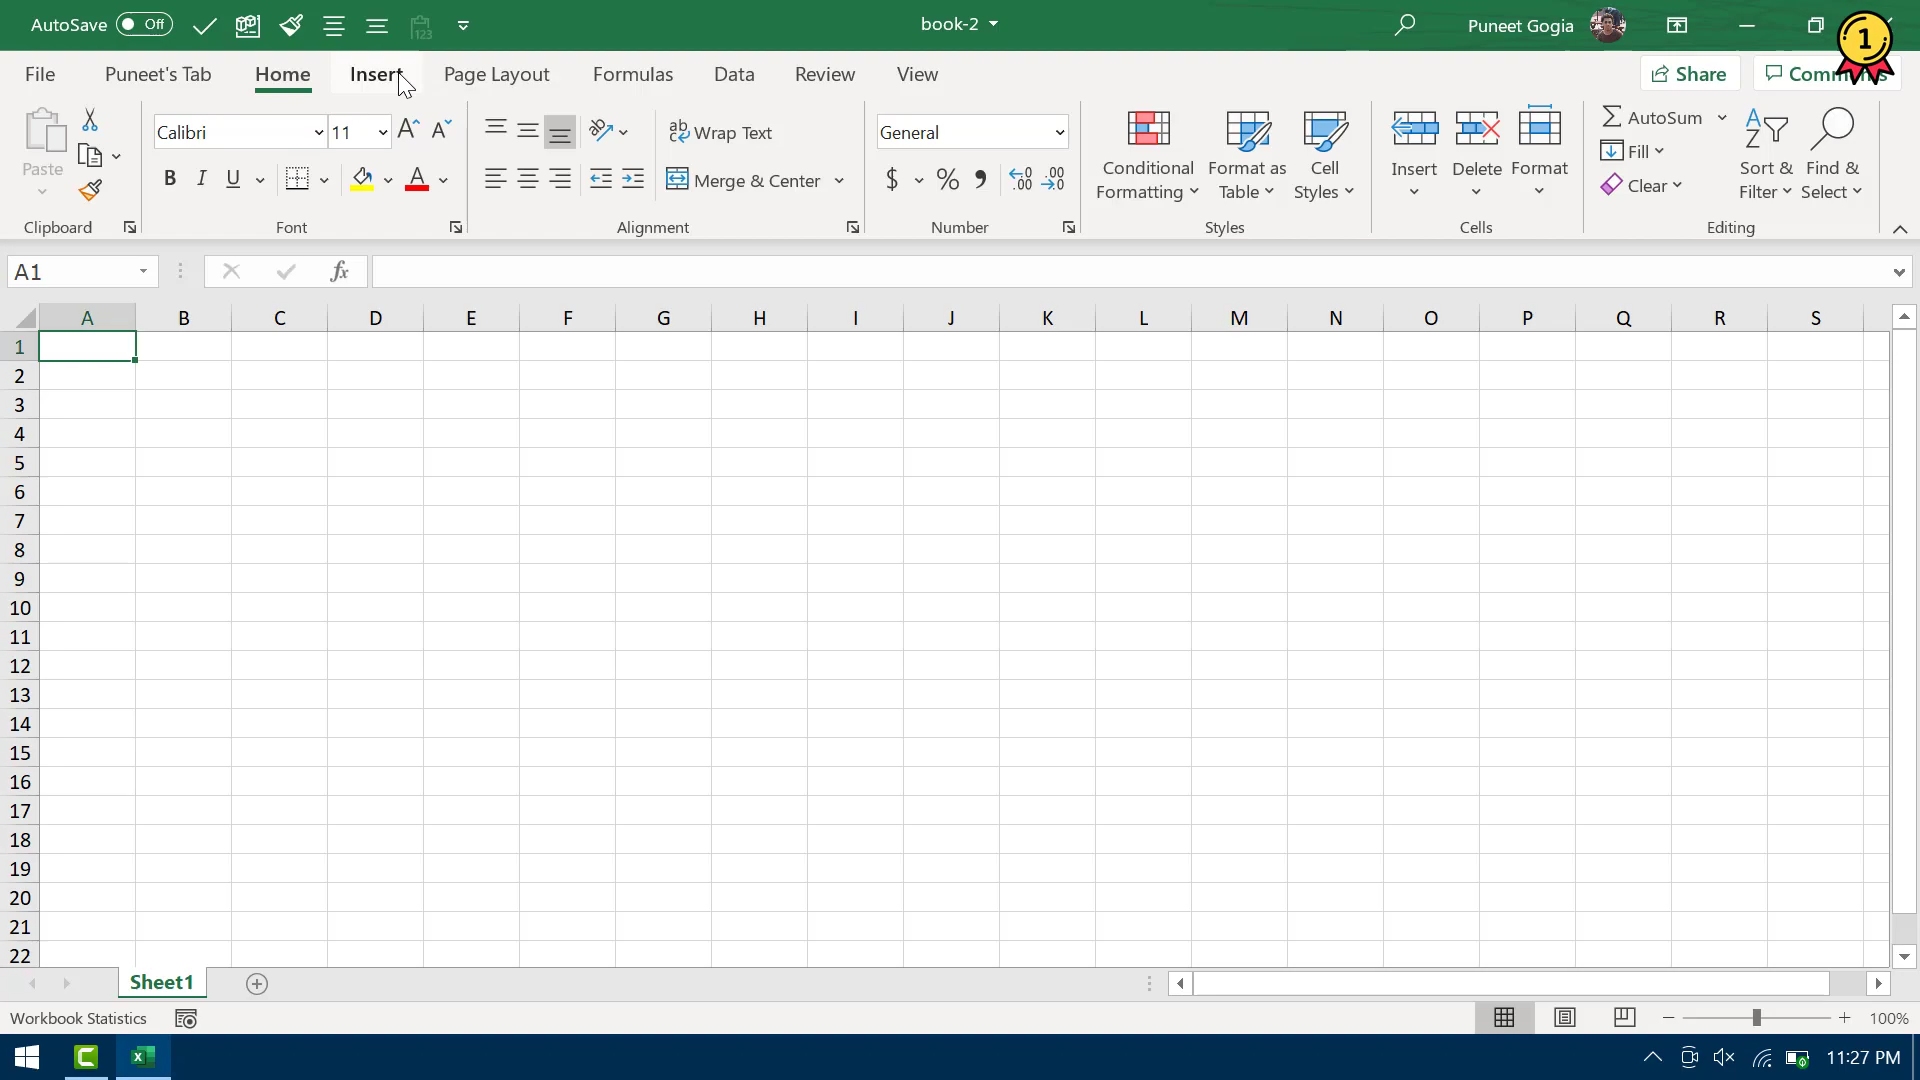 AutoSave Off book-2 Puneet Gogia
File Puneet's Tab Home Insert Page Layout Formulas Data Review View Share
1
Paste Calibri 11 ab c Wrap Text General AutoSum
Conditional Formatting Format as Table Cell Styles Insert Delete Format Fill Sort & Filter Find & Select
B I U A Merge & Center $ % Clear
Clipboard Font Alignment Number Styles Cells Editing
A1 fx
A B C D E F G H I J K L M N O P Q R S
1
2
3
4
5
6
7
8
9
10
11
12
13
14
15
16
17
18
19
20
21
22
Sheet1
Workbook Statistics 100%
11:27 PM